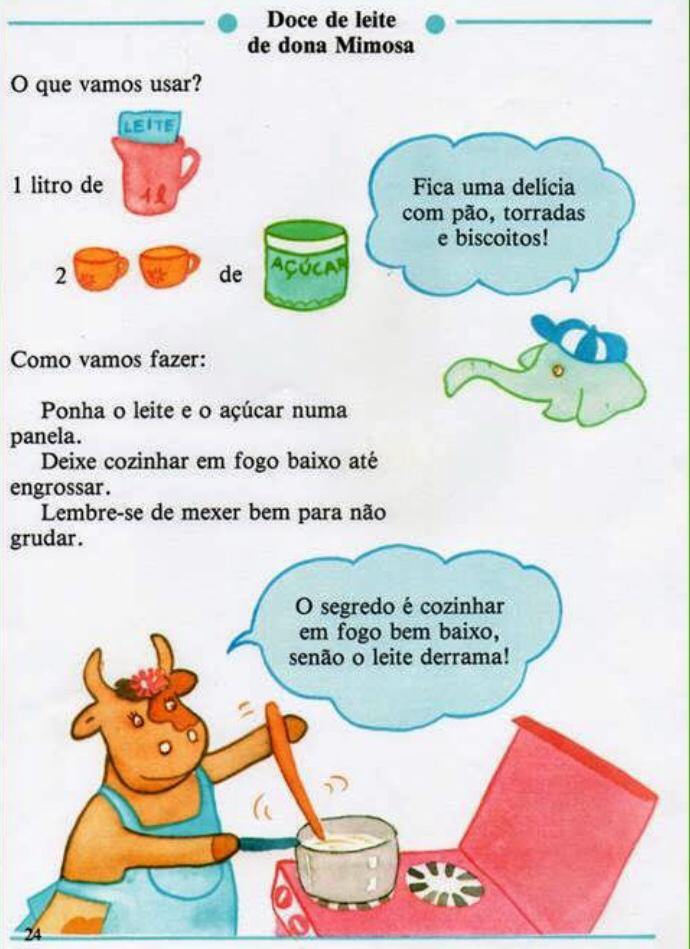 Doce de leite
de dona Mimosa
O que vamos usar?
LEITE
1 litro de
1 l
2
de
AÇÚCAR
Fica uma delícia
com pão, torradas
e biscoitos!
Como vamos fazer:
Ponha o leite e o açúcar numa
panela.
Deixe cozinhar em fogo baixo até
engrossar.
Lembre-se de mexer bem para não
grudar.
O segredo é cozinhar
em fogo bem baixo,
senão o leite derrama!
24